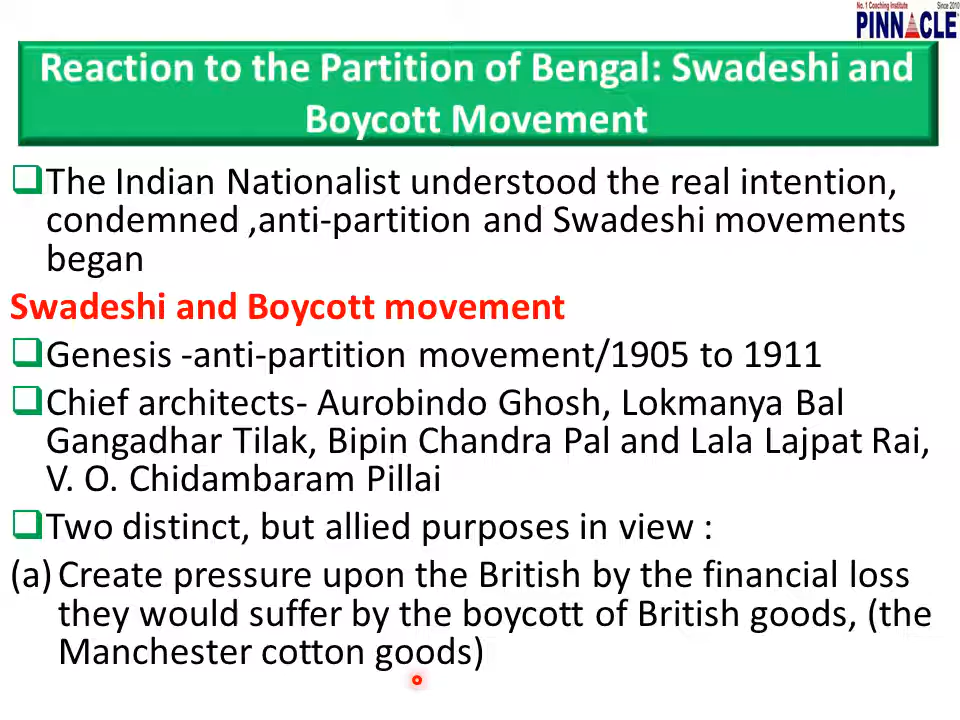 No. 1 Coaching Institute Since 2010
PINNACLE
Reaction to the Partition of Bengal: Swadeshi and
Boycott Movement
The Indian Nationalist understood the real intention,
condemned ,anti-partition and Swadeshi movements
began
Swadeshi and Boycott movement
Genesis -anti-partition movement/1905 to 1911
Chief architects- Aurobindo Ghosh, Lokmanya Bal
Gangadhar Tilak, Bipin Chandra Pal and Lala Lajpat Rai,
V. O. Chidambaram Pillai
Two distinct, but allied purposes in view :
(a) Create pressure upon the British by the financial loss
they would suffer by the boycott of British goods, (the
Manchester cotton goods)